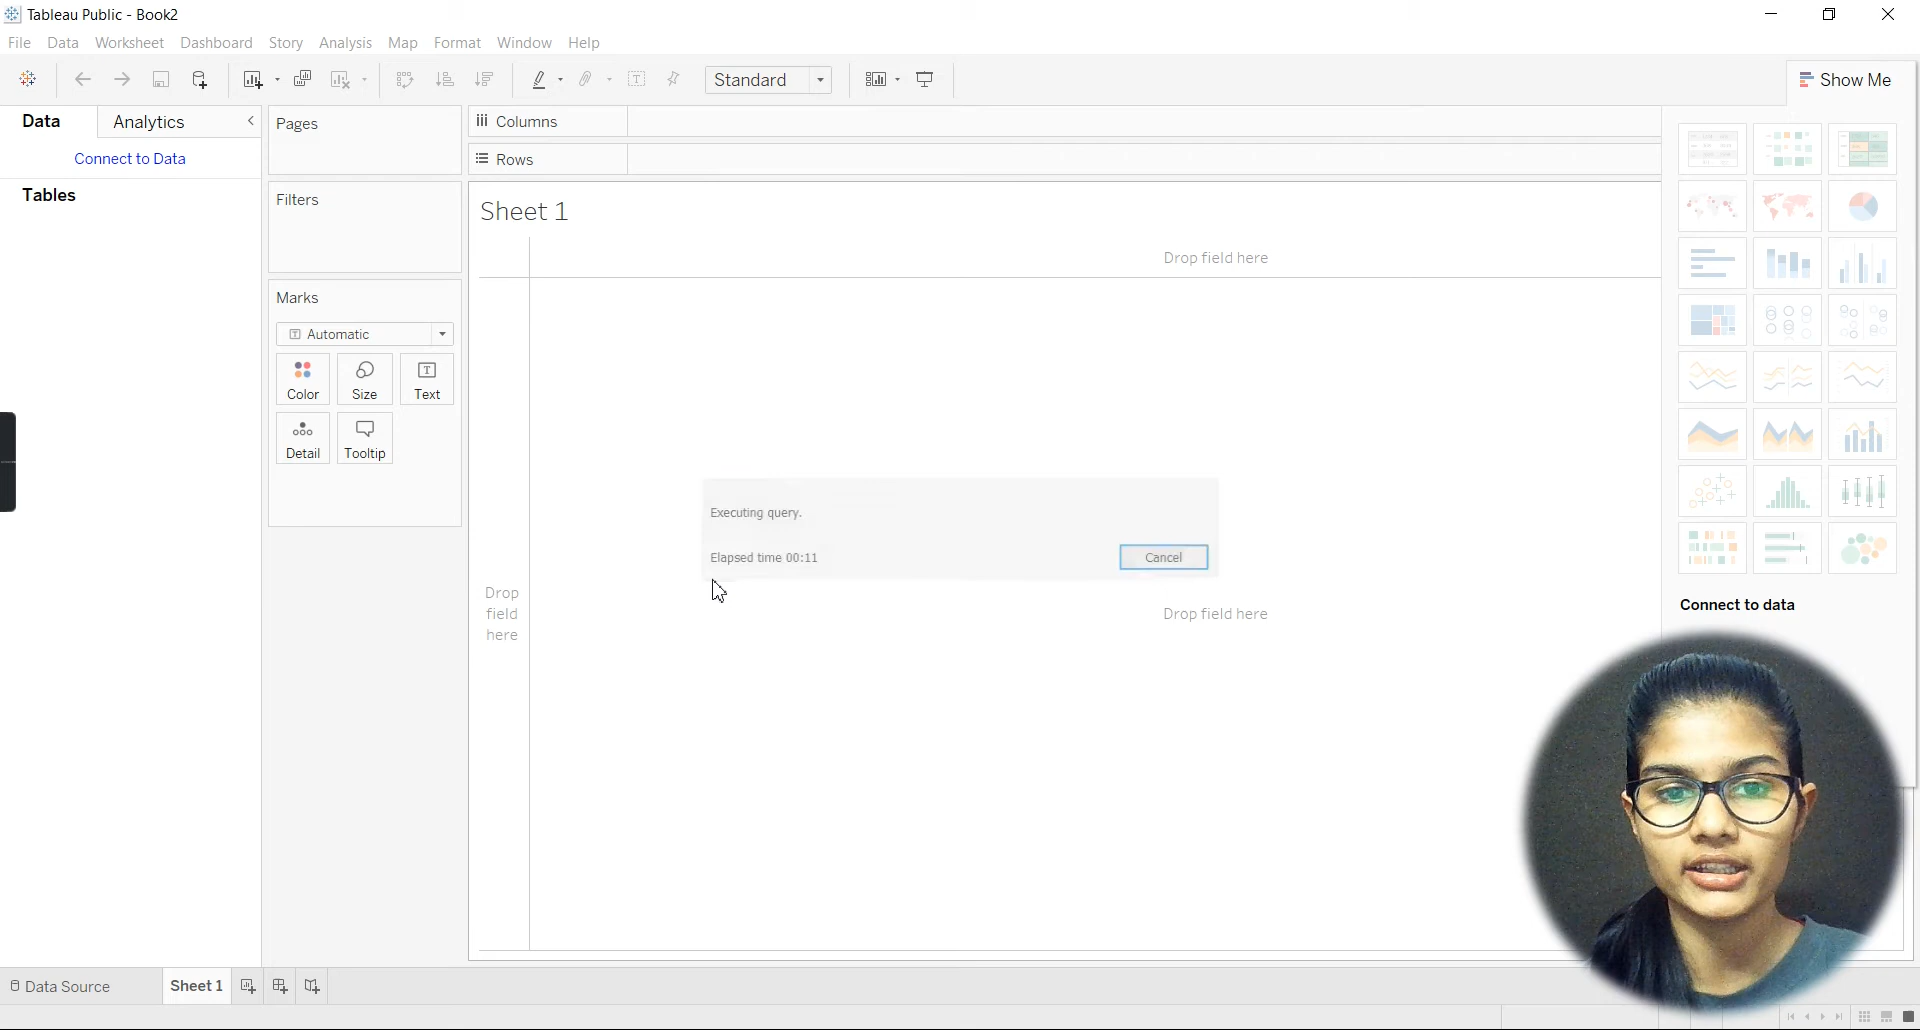 Tableau Public - Book2
File Data Worksheet Dashboard Story Analysis Map Format Window Help
Standard
Show Me
Data
Analytics
Connect to Data
Tables
Pages
Filters
Marks
Automatic
Color
Size
Text
Detail
Tooltip
Columns
Rows
Sheet 1
Drop field here
Drop
field
here
Executing query.
Elapsed time 00:11
Cancel
Drop field here
Connect to data
Data Source
Sheet 1